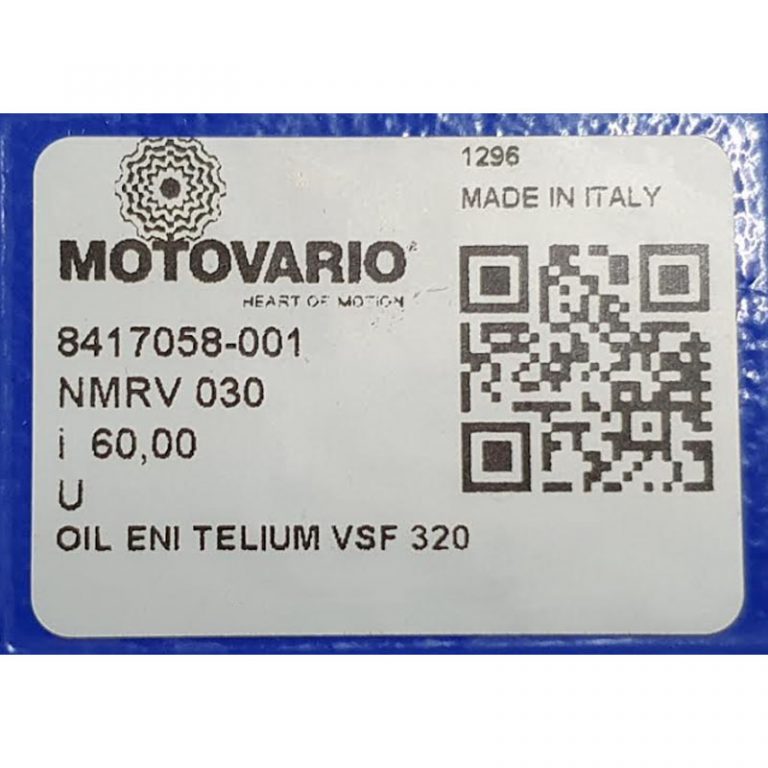 1296
MADE IN ITALY
MOTOVARIO®
HEART OF MOTION
8417058-001
NMRV 030
i 60,00
U
OIL ENI TELIUM VSF 320